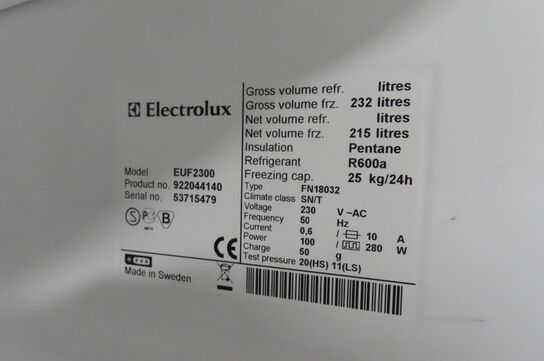 Electrolux
Model EUF2300
Product no. 922044140
Serial no. 53715479
S P B
CE
Made in Sweden
Gross volume refr. litres
Gross volume frz. 232 litres
Net volume refr. litres
Net volume frz. 215 litres
Insulation Pentane
Refrigerant R600a
Freezing cap. 25 kg/24h
Type FN18032
Climate class SN/T
Voltage 230 V ~AC
Frequency 50 Hz
Current 0,6 / 10 A
Power 100 / 280 W
Charge 50 g
Test pressure 20(HS) 11(LS)